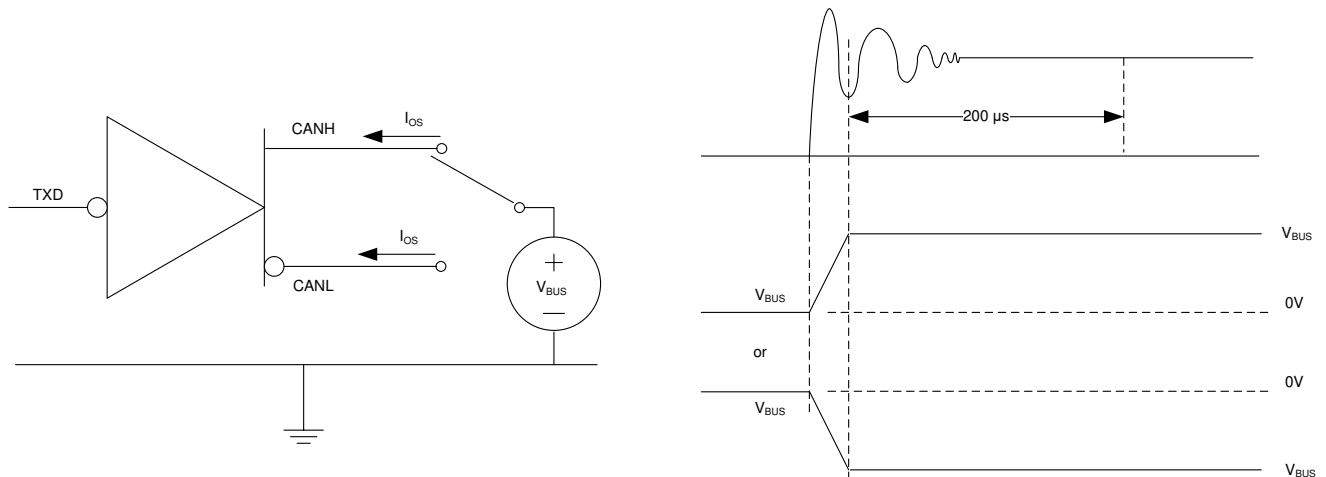 CANH
I_OS
TXD
I_OS
CANL
+
V_BUS
—
200 µs
V_BUS
V_BUS
0V
or
0V
V_BUS
V_BUS